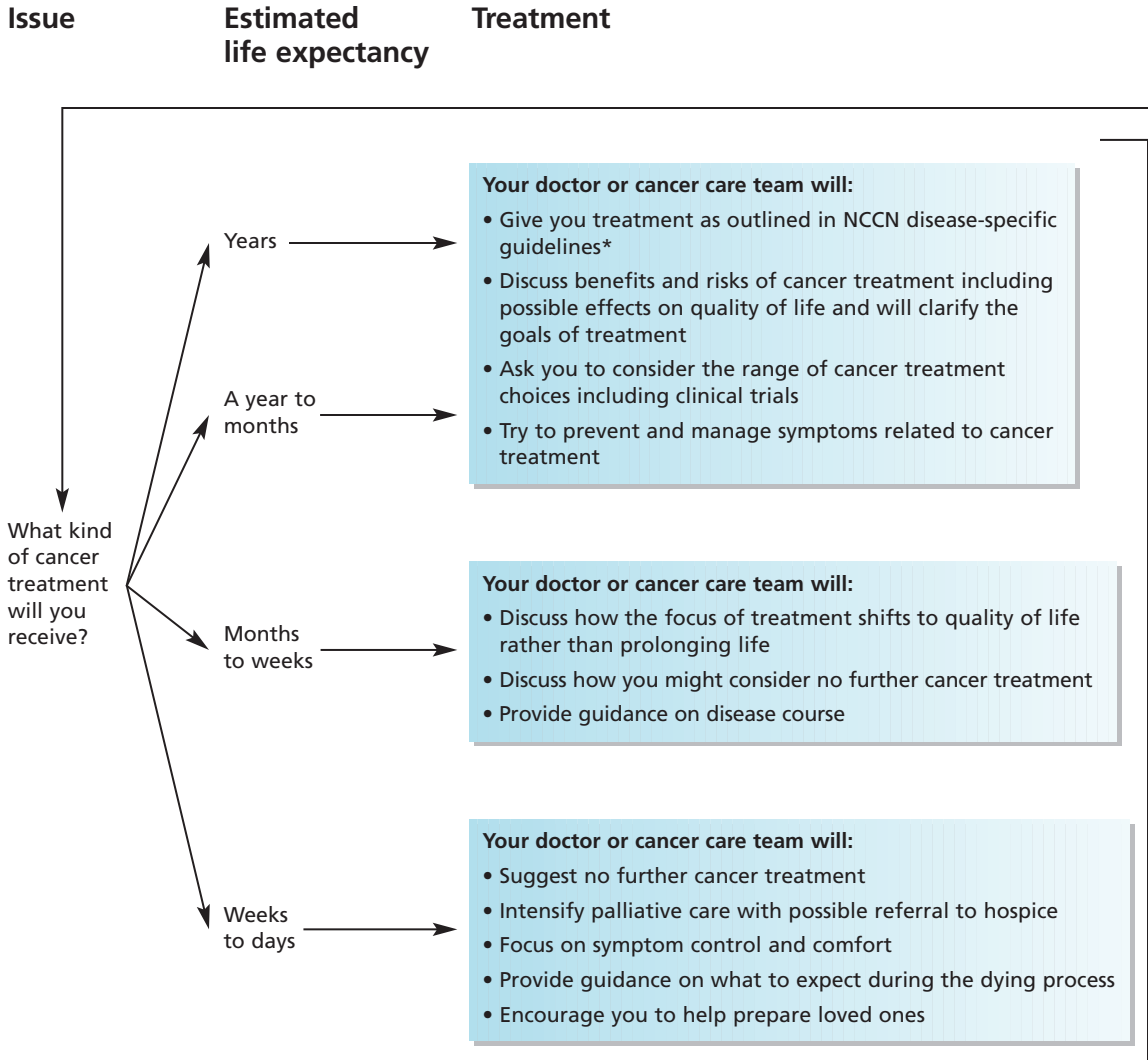 Issue
Estimated
life expectancy
Treatment
What kind
of cancer
treatment
will you
receive?
Years
Your doctor or cancer care team will:
• Give you treatment as outlined in NCCN disease-specific
guidelines*
• Discuss benefits and risks of cancer treatment including
possible effects on quality of life and will clarify the
goals of treatment
• Ask you to consider the range of cancer treatment
choices including clinical trials
• Try to prevent and manage symptoms related to cancer
treatment
A year to
months
Months
to weeks
Your doctor or cancer care team will:
• Discuss how the focus of treatment shifts to quality of life
rather than prolonging life
• Discuss how you might consider no further cancer treatment
• Provide guidance on disease course
Weeks
to days
Your doctor or cancer care team will:
• Suggest no further cancer treatment
• Intensify palliative care with possible referral to hospice
• Focus on symptom control and comfort
• Provide guidance on what to expect during the dying process
• Encourage you to help prepare loved ones